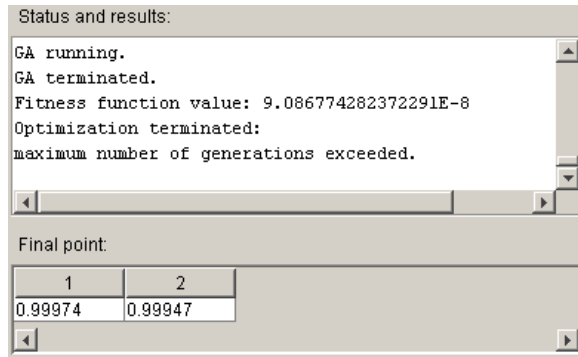 Status and results:
GA running.
GA terminated.
Fitness function value: 9.086774282372291E-8
Optimization terminated:
maximum number of generations exceeded.
Final point:
1 2
0.99974 0.99947